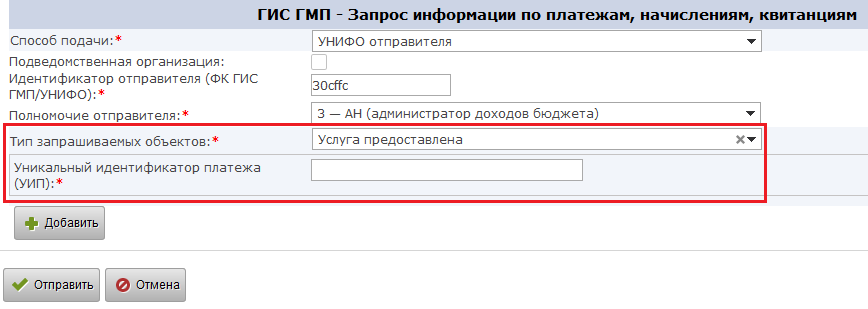 ГИС ГМП - Запрос информации по платежам, начислениям, квитанциям
Способ подачи:* УНИФО отправителя
Подведомственная организация:
Идентификатор отправителя (ФК ГИС
ГМП/УНИФО):* 30cffc
Полномочие отправителя:* 3 — АН (администратор доходов бюджета)
Тип запрашиваемых объектов:* Услуга предоставлена
Уникальный идентификатор платежа
(УИП):*
Добавить
Отправить Отмена